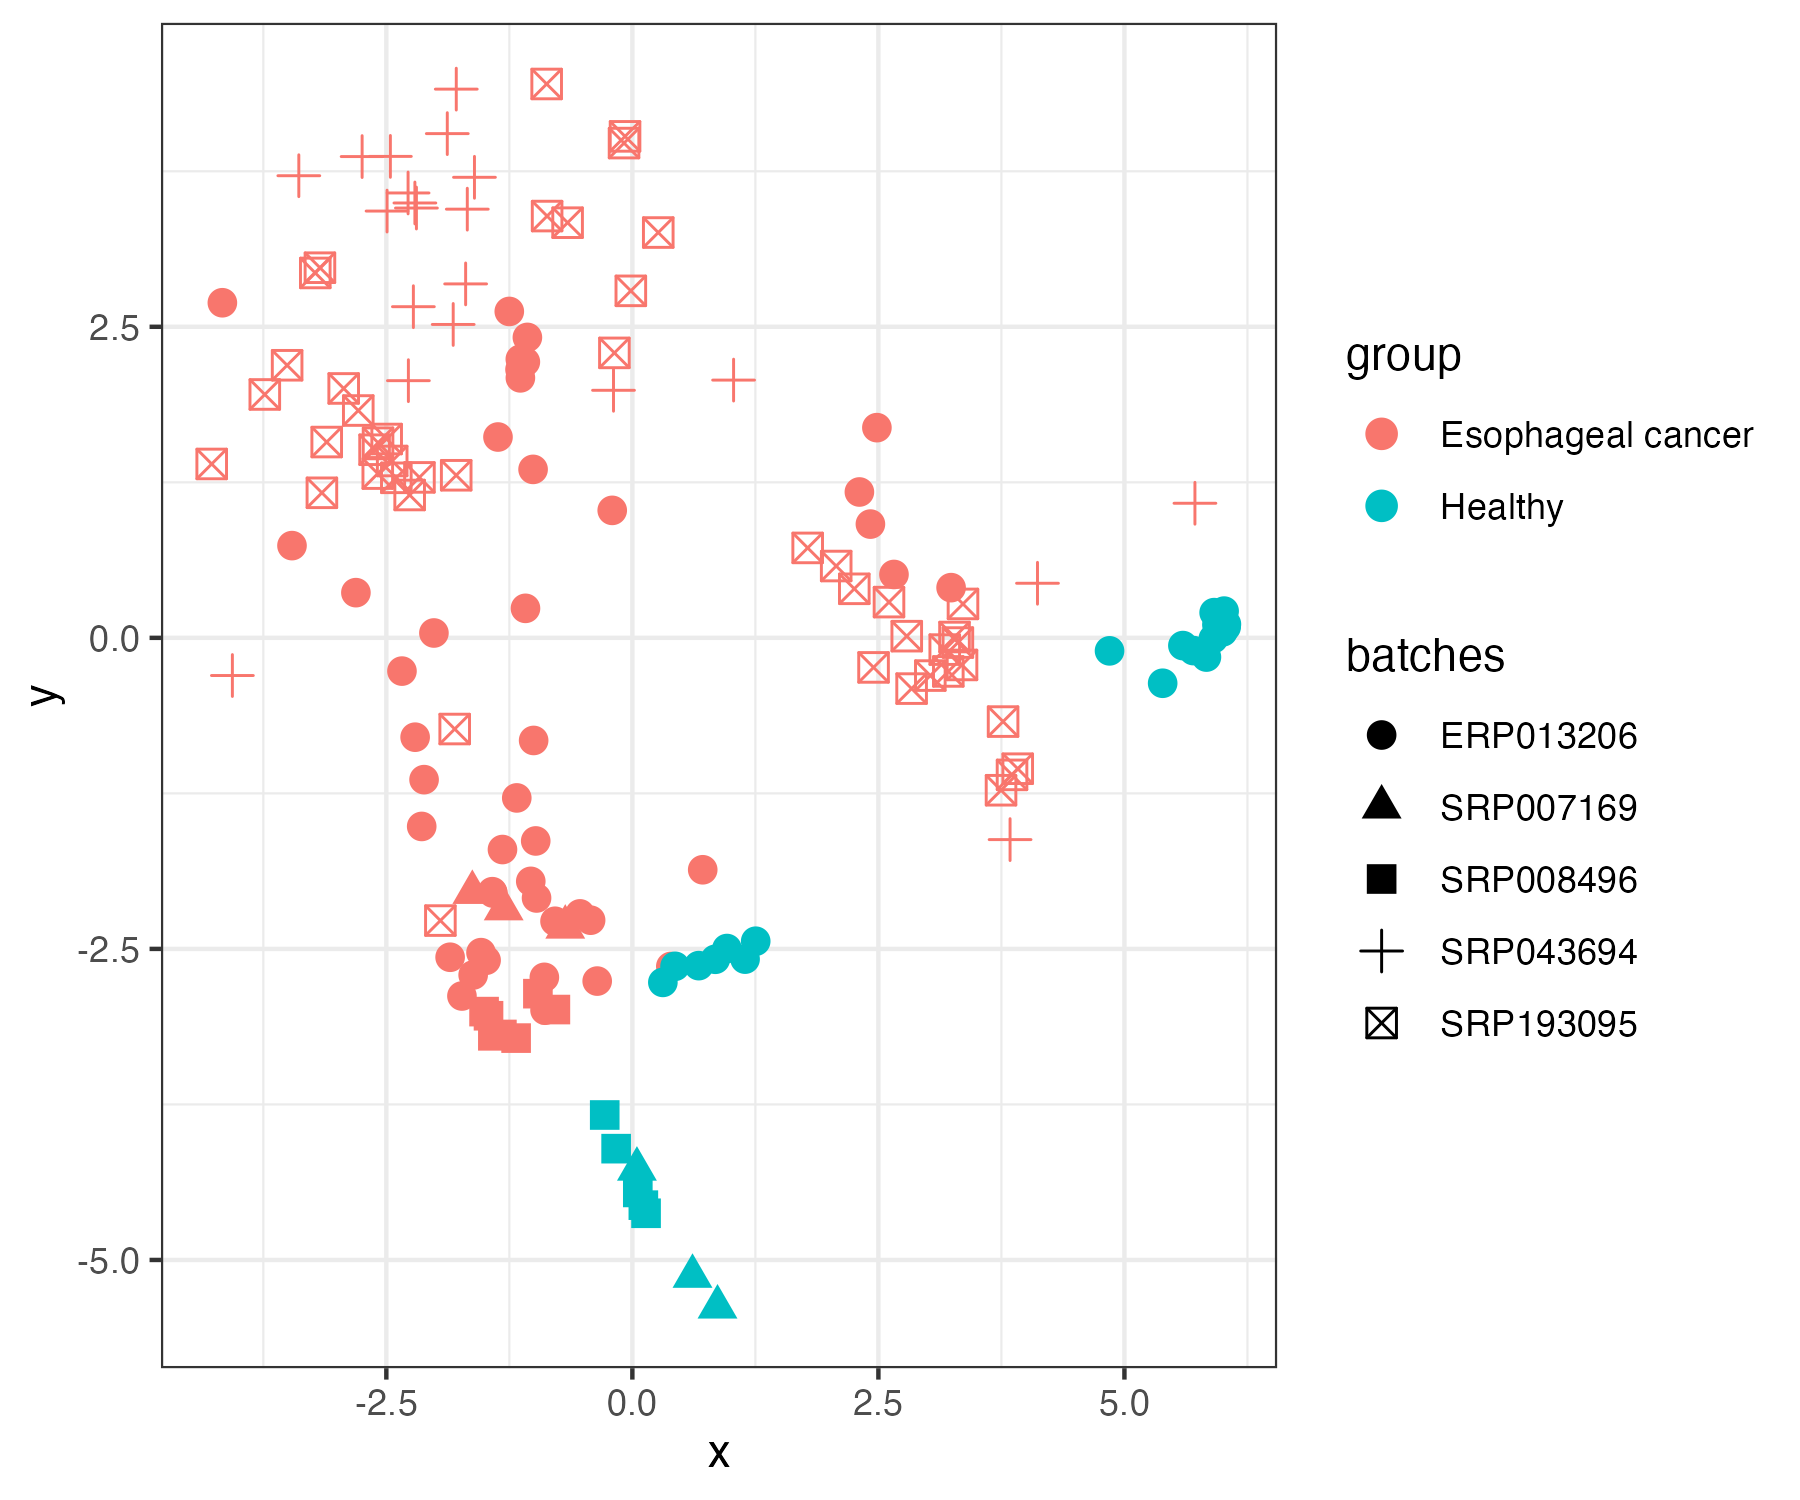 group
Esophageal cancer
Healthy
batches
ERP013206
SRP007169
SRP008496
SRP043694
SRP193095
y
2.5
0.0
-2.5
-5.0
-2.5 0.0 2.5 5.0
x